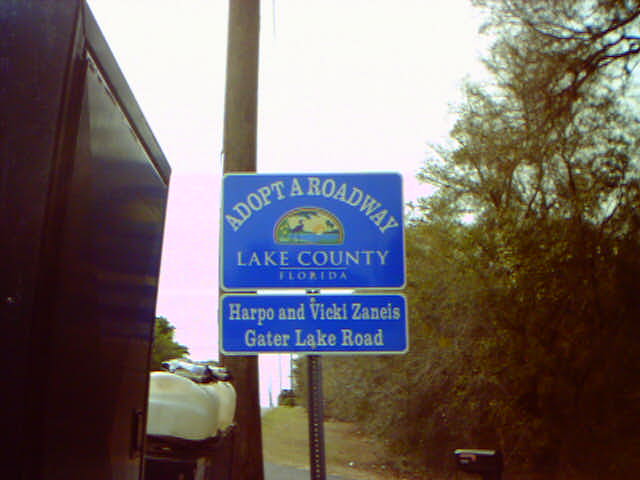 ADOPT A ROADWAY
LAKE COUNTY
FLORIDA
Harpo and Vicki Zaneis
Gater Lake Road